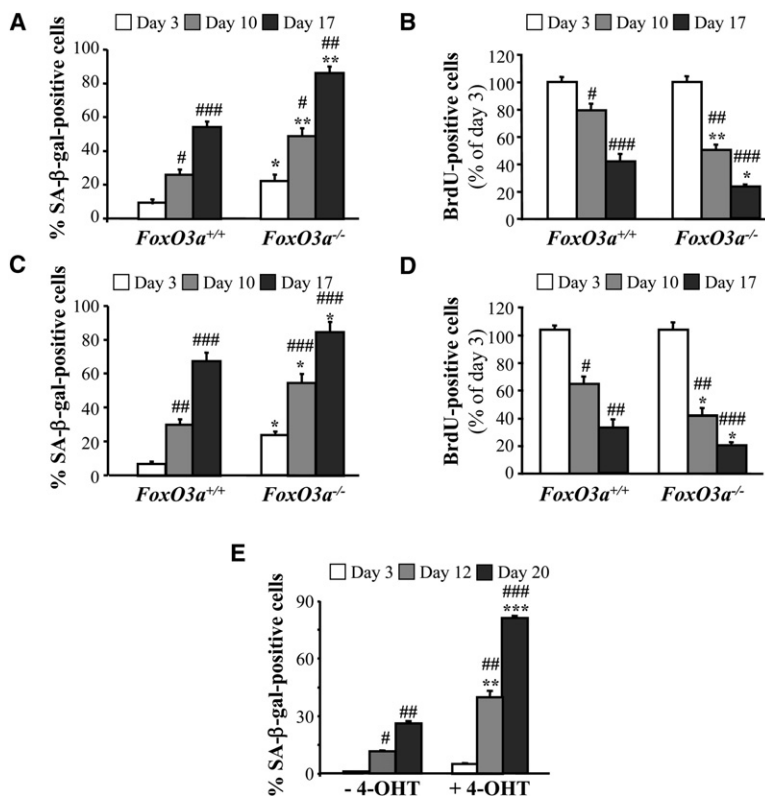 A
Day 3 Day 10 Day 17
% SA-β-gal-positive cells
100
80
60
40
20
0
#
###
*
#
**
##
**
FoxO3a+/+ FoxO3a-/-
B
Day 3 Day 10 Day 17
BrdU-positive cells
(% of day 3)
120
100
80
60
40
20
0
#
###
##
**
###
*
FoxO3a+/+ FoxO3a-/-
C
Day 3 Day 10 Day 17
% SA-β-gal-positive cells
100
80
60
40
20
0
##
###
*
###
*
###
*
FoxO3a+/+ FoxO3a-/-
D
Day 3 Day 10 Day 17
BrdU-positive cells
(% of day 3)
120
100
80
60
40
20
0
#
##
##
*
###
*
FoxO3a+/+ FoxO3a-/-
E
Day 3 Day 12 Day 20
% SA-β-gal-positive cells
90
60
30
0
#
##
##
**
###
***
- 4-OHT + 4-OHT